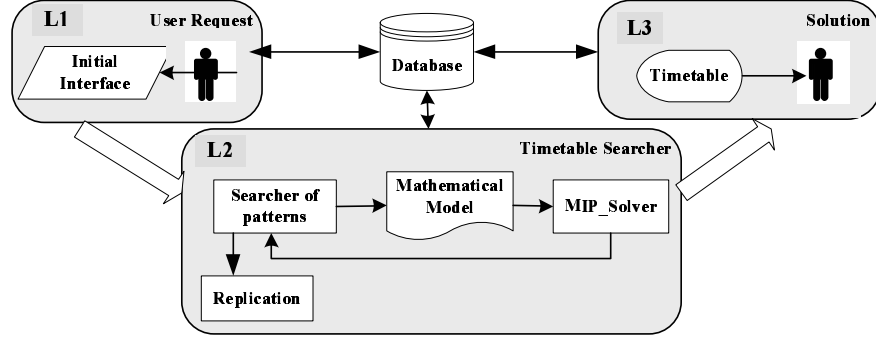 L1
User Request
Initial
Interface
Database
L3
Solution
Timetable
L2
Timetable Searcher
Searcher of
patterns
Mathematical
Model
MIP_Solver
Replication